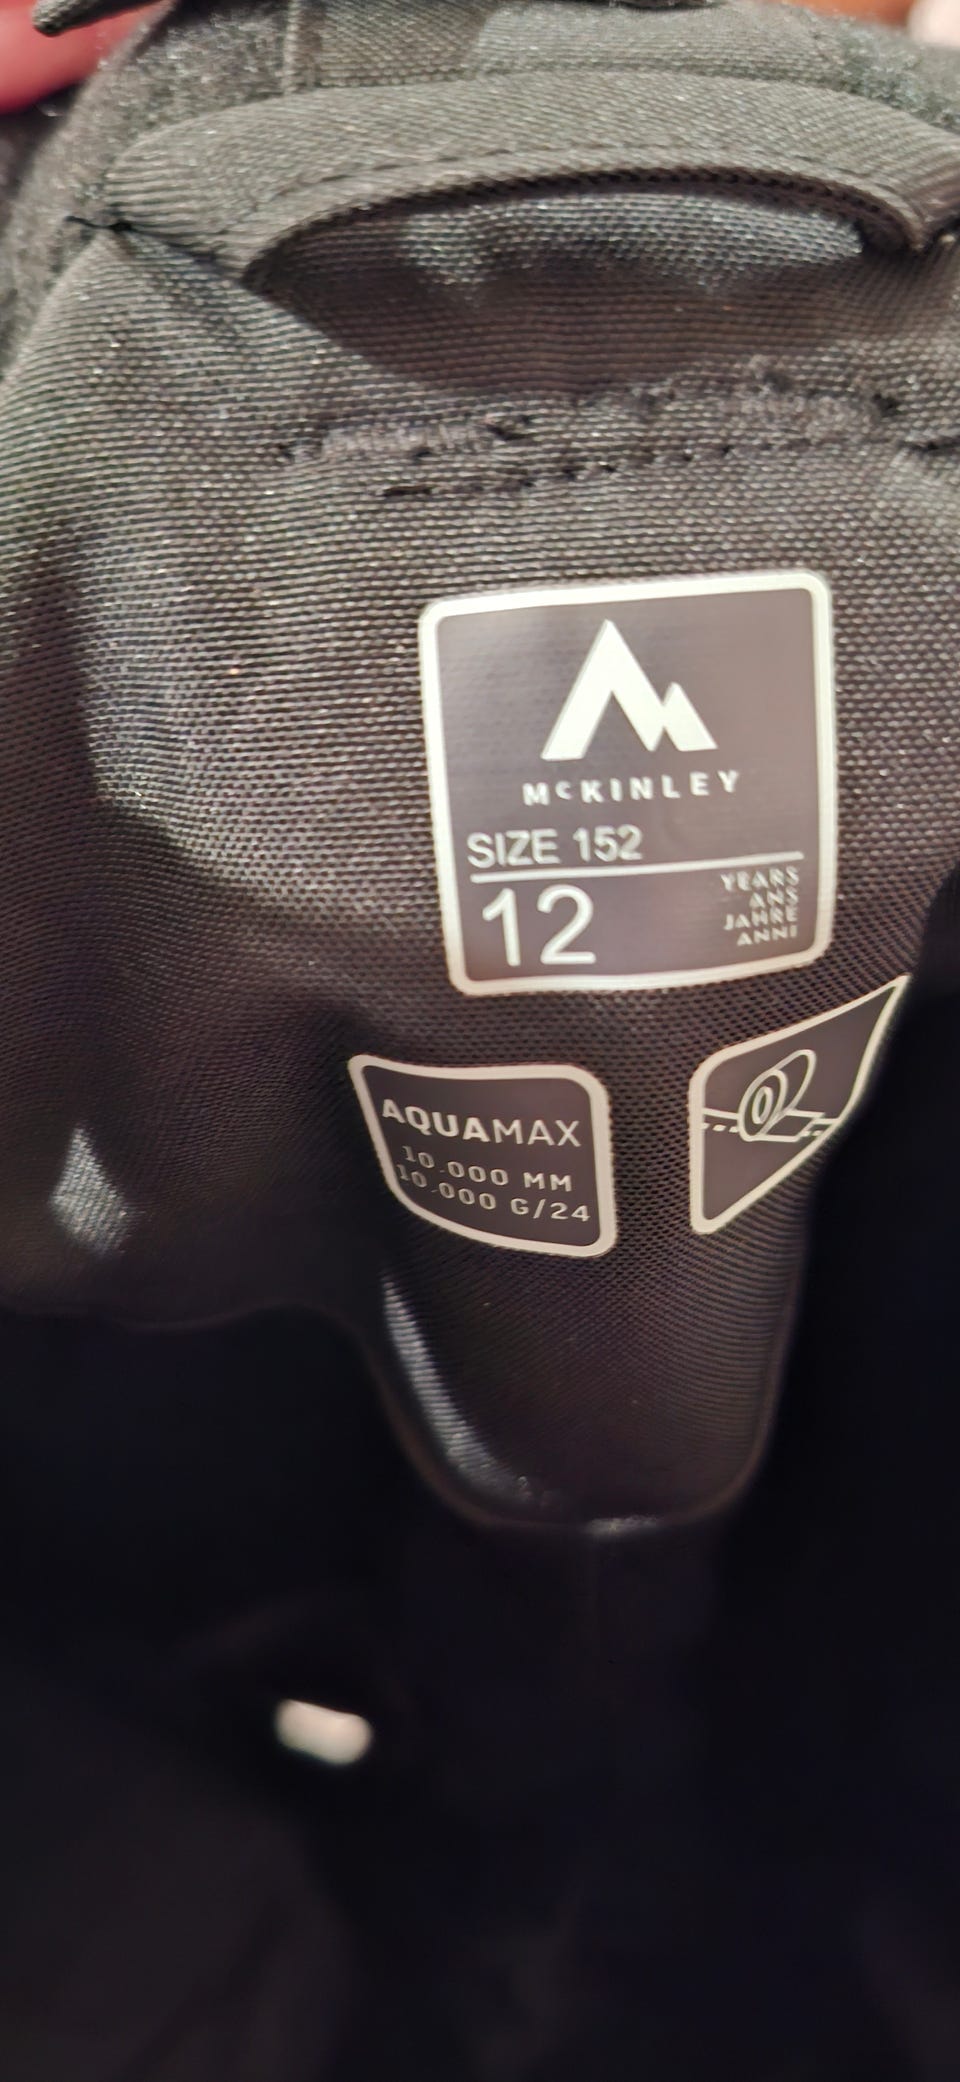 McKINLEY
SIZE 152
12
YEARS
ANS
JAHRE
ANNI
AQUAMAX
10.000 MM
10.000 G/24